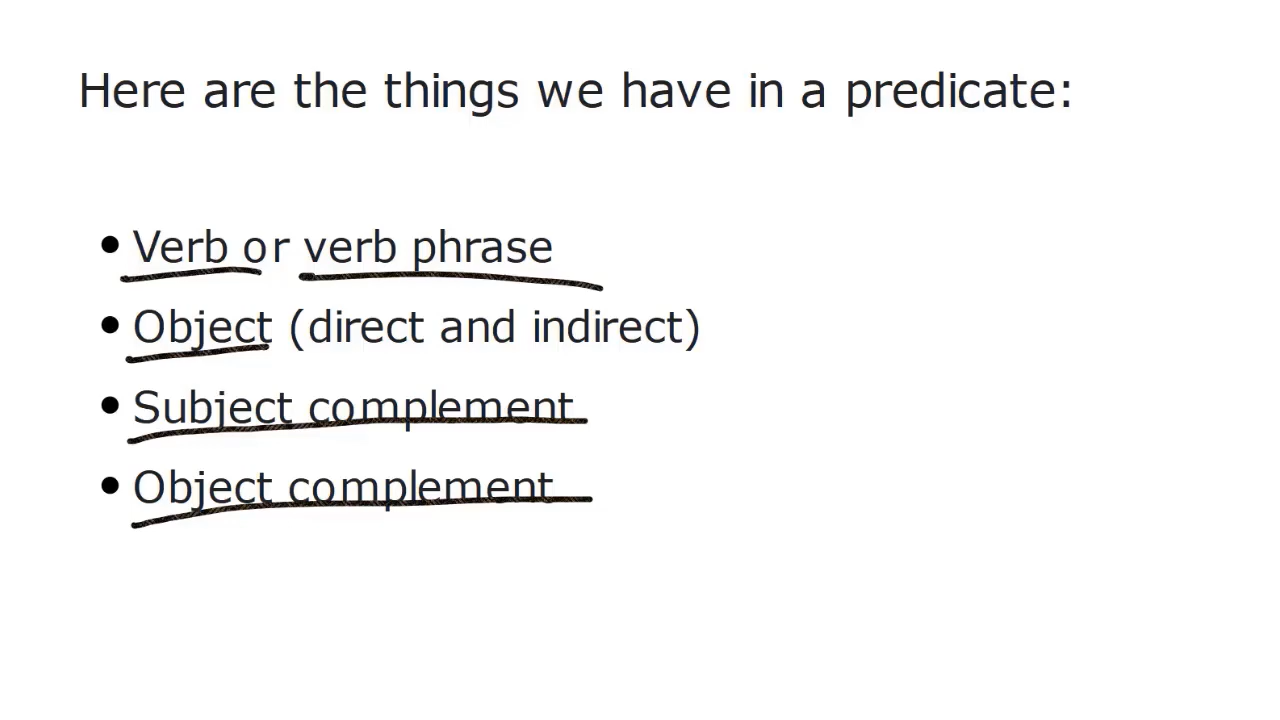 Here are the things we have in a predicate:
• Verb or verb phrase
• Object (direct and indirect)
• Subject complement
• Object complement